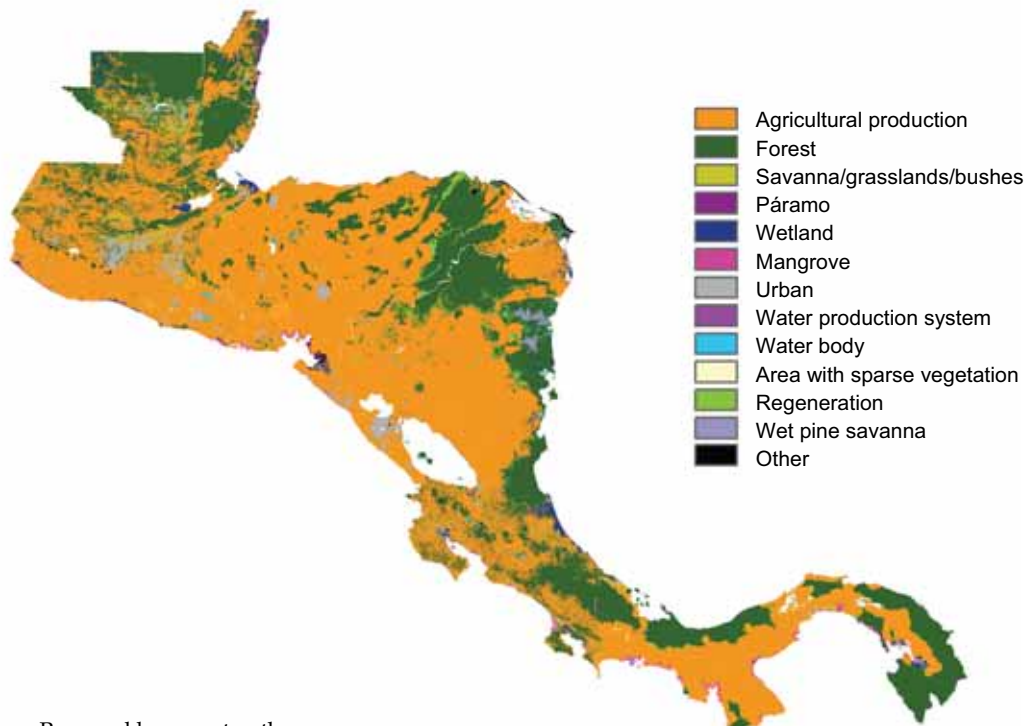 Agricultural production
Forest
Savanna/grasslands/bushes
Páramo
Wetland
Mangrove
Urban
Water production system
Water body
Area with sparse vegetation
Regeneration
Wet pine savanna
Other